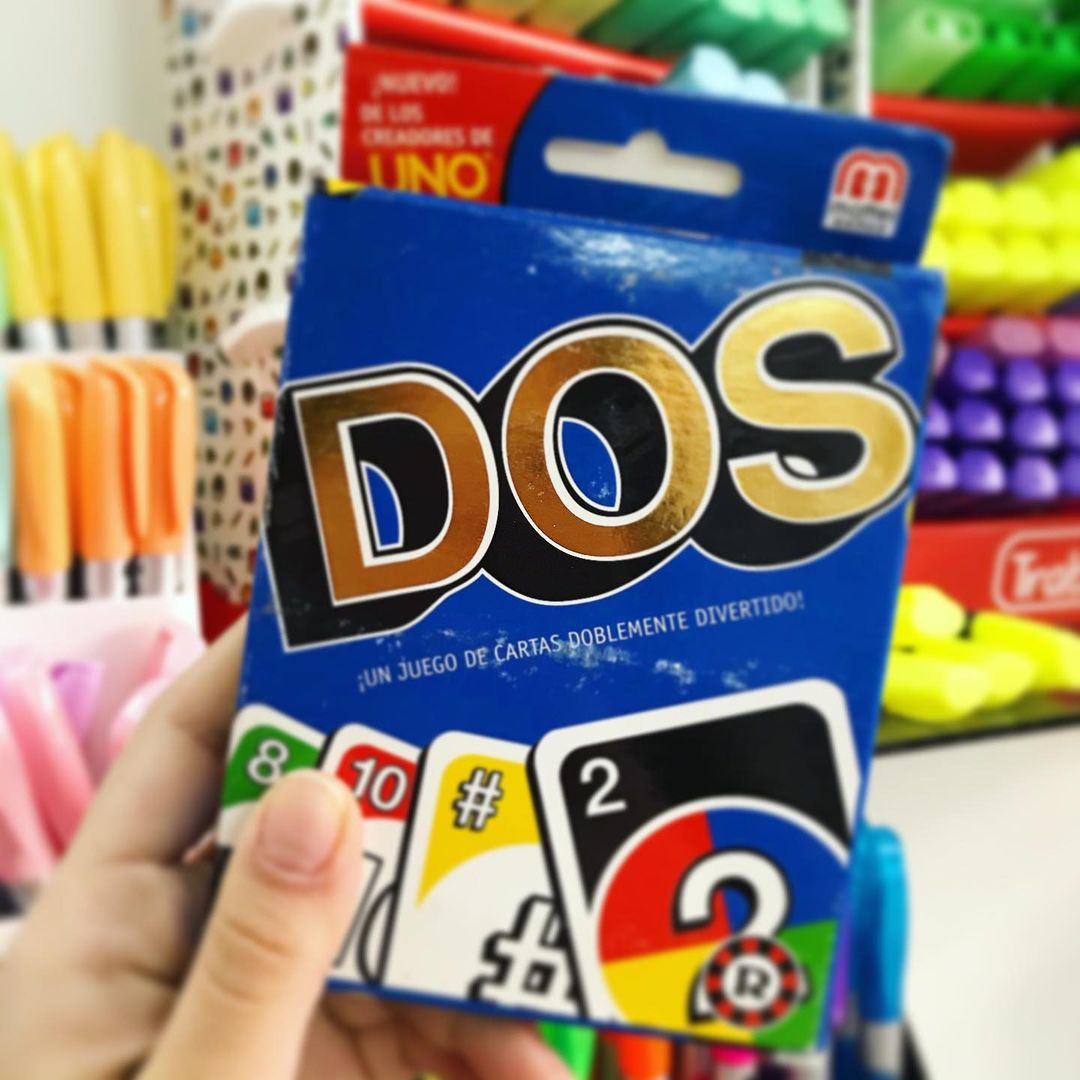 ¡NUEVO!
DE LOS
CREADORES DE
UNO
DOS
¡UN JUEGO DE CARTAS DOBLEMENTE DIVERTIDO!
8
10
#
2
#
2
R